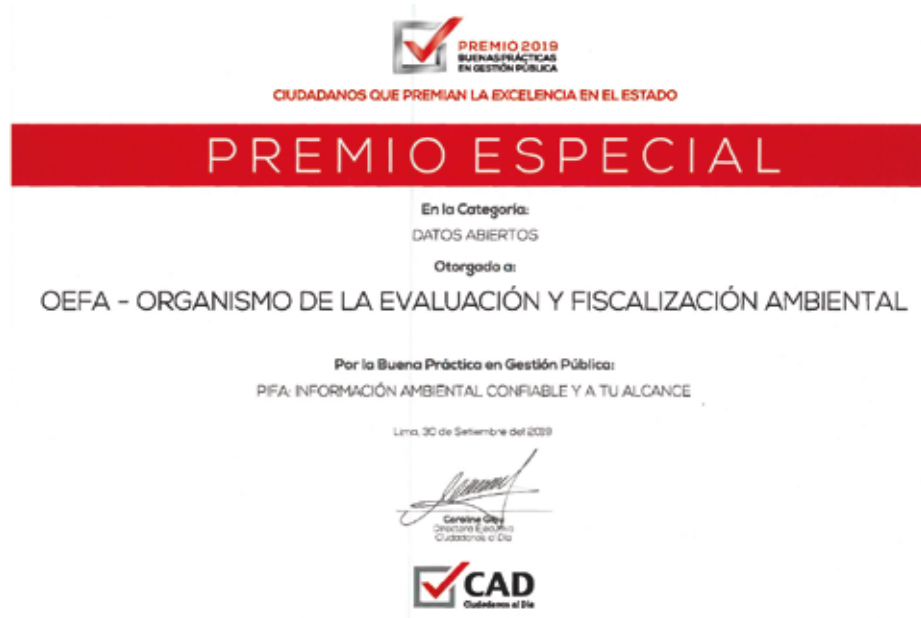 PREMIO 2019
BUENAS PRÁCTICAS
EN GESTIÓN PÚBLICA
CIUDADANOS QUE PREMIAN LA EXCELENCIA EN EL ESTADO
PREMIO ESPECIAL
En la Categoría:
DATOS ABIERTOS
Otorgado a:
OEFA - ORGANISMO DE LA EVALUACIÓN Y FISCALIZACIÓN AMBIENTAL
Por la Buena Práctica en Gestión Pública:
PIFA: INFORMACIÓN AMBIENTAL CONFIABLE Y A TU ALCANCE
Lima, 30 de Setiembre del 2019
Caroline Gibu
Directora Ejecutiva
Ciudadanos al Día
CAD
Ciudadanos al Día